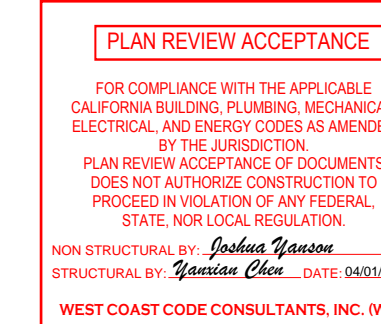 PLAN REVIEW ACCEPTANCE
FOR COMPLIANCE WITH THE APPLICABLE
CALIFORNIA BUILDING, PLUMBING, MECHANICA
ELECTRICAL, AND ENERGY CODES AS AMENDE
BY THE JURISDICTION.
PLAN REVIEW ACCEPTANCE OF DOCUMENTS
DOES NOT AUTHORIZE CONSTRUCTION TO
PROCEED IN VIOLATION OF ANY FEDERAL,
STATE, NOR LOCAL REGULATION.
NON STRUCTURAL BY: Joshua Yanson
STRUCTURAL BY: Yanxian Chen DATE: 04/01/
WEST COAST CODE CONSULTANTS, INC. (W